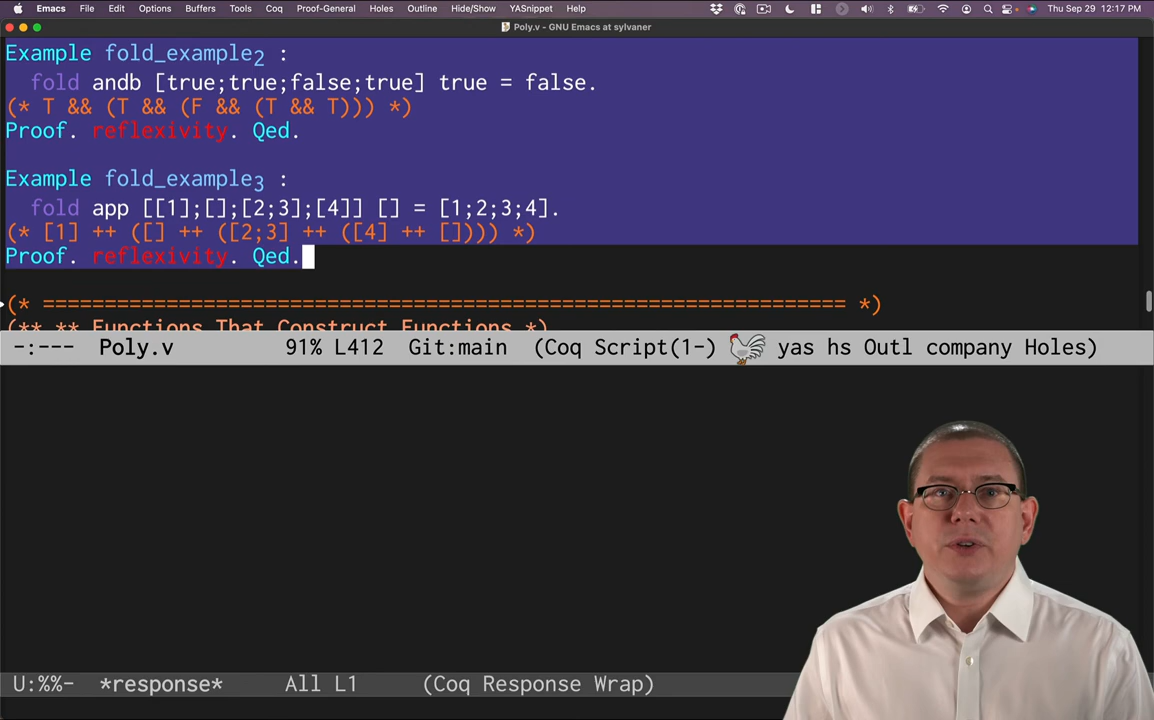 Emacs File Edit Options Buffers Tools Coq Proof-General Holes Outline Hide/Show YASnippet Help Thu Sep 29 12:17 PM
Poly.v - GNU Emacs at sylvaner
Example fold_example2 :
fold andb [true;true;false;true] true = false.
(* T && (T && (F && (T && T))) *)
Proof. reflexivity. Qed.
Example fold_example3 :
fold app [[1];[];[2;3];[4]] [] = [1;2;3;4].
(* [1] ++ ([] ++ ([2;3] ++ ([4] ++ []))) *)
Proof. reflexivity. Qed.
(* ================================================================= *)
(** ** Functions That Construct Functions *)
-:--- Poly.v 91% L412 Git:main (Coq Script(1-) yas hs Outl company Holes)
U:%%- *response* All L1 (Coq Response Wrap)